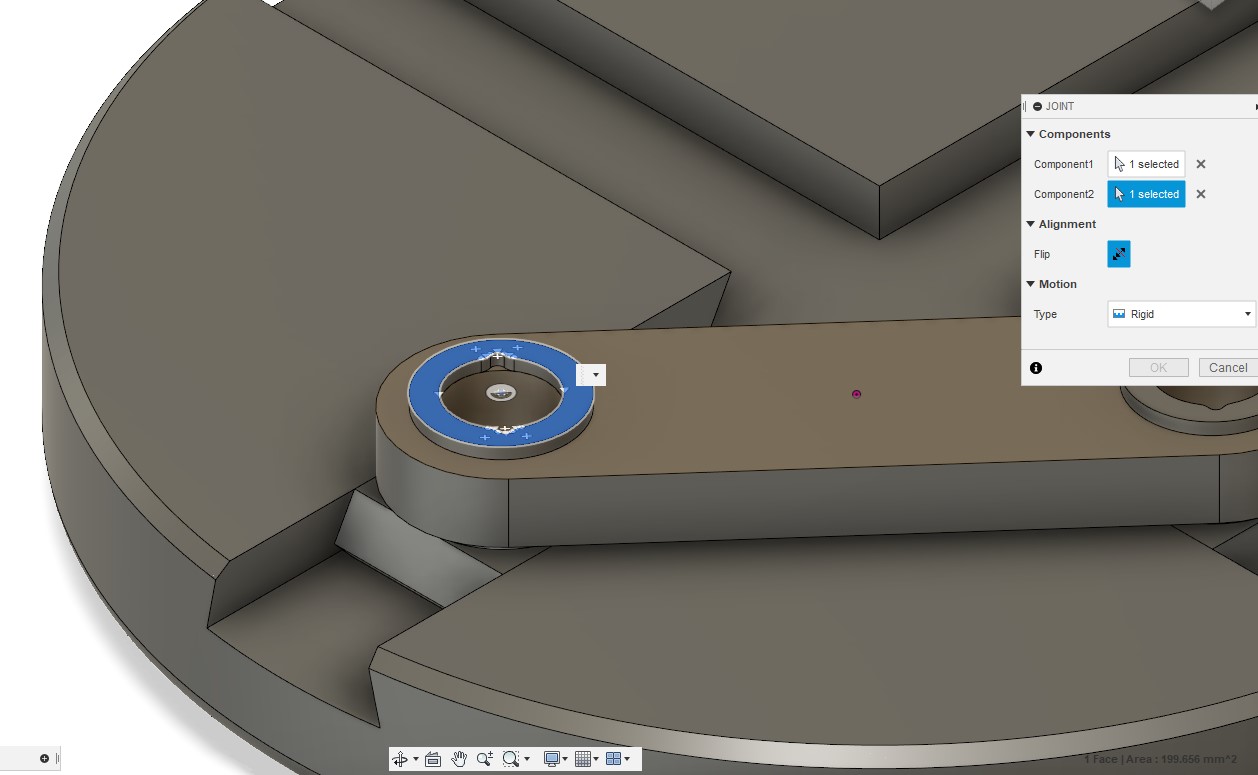 JOINT
Components
Component1 1 selected
Component2 1 selected
Alignment
Flip
Motion
Type Rigid
OK Cancel
1 Face | Area : 199.656 mm^2